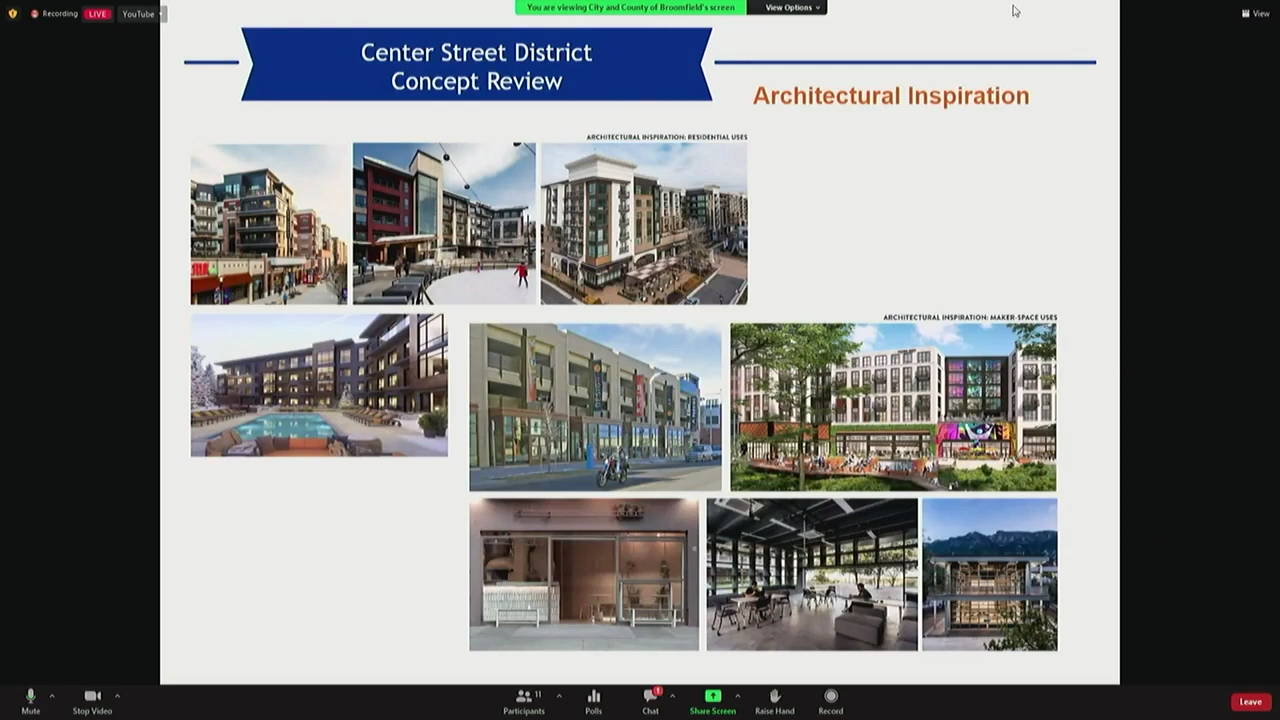 Recording
LIVE
YouTube
You are viewing City and County of Broomfield's screen
View Options
View
Center Street District
Concept Review
Architectural Inspiration
ARCHITECTURAL INSPIRATION: RESIDENTIAL USES
ARCHITECTURAL INSPIRATION: MAKER-SPACE USES
Mute
Stop Video
11
Participants
Polls
1
Chat
Share Screen
Raise Hand
Record
Leave